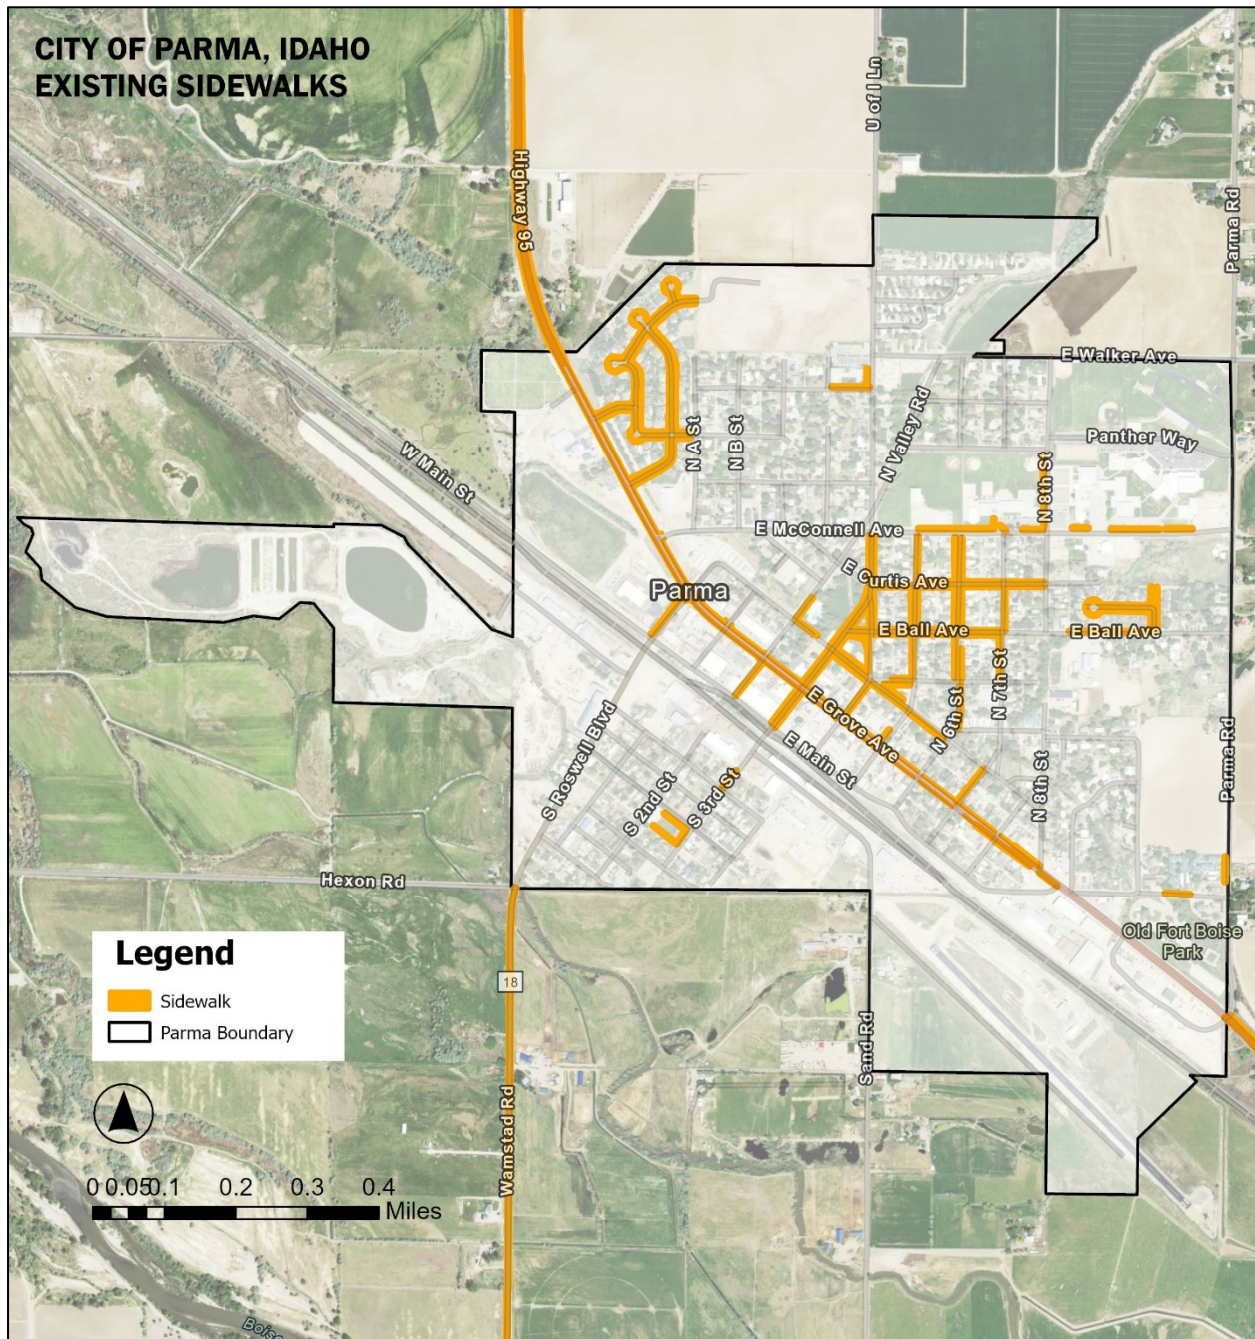 CITY OF PARMA, IDAHO
EXISTING SIDEWALKS
U of I Ln
Highway 95
Parma Rd
E Walker Ave
N Valley Rd
N A St
N B St
Panther Way
W Main St
N 8th St
E McConnell Ave
E Curtis Ave
Parma
E Ball Ave
E Ball Ave
N 7th St
N 6th St
E Grove Ave
E Main St
S Roswell Blvd
S 2nd St
S 3rd St
N 8th St
Parma Rd
Hexon Rd
Old Fort Boise
Park
Legend
Sidewalk
Parma Boundary
18
Sand Rd
Wamstad Rd
0 0.05 0.1 0.2 0.3 0.4
Miles